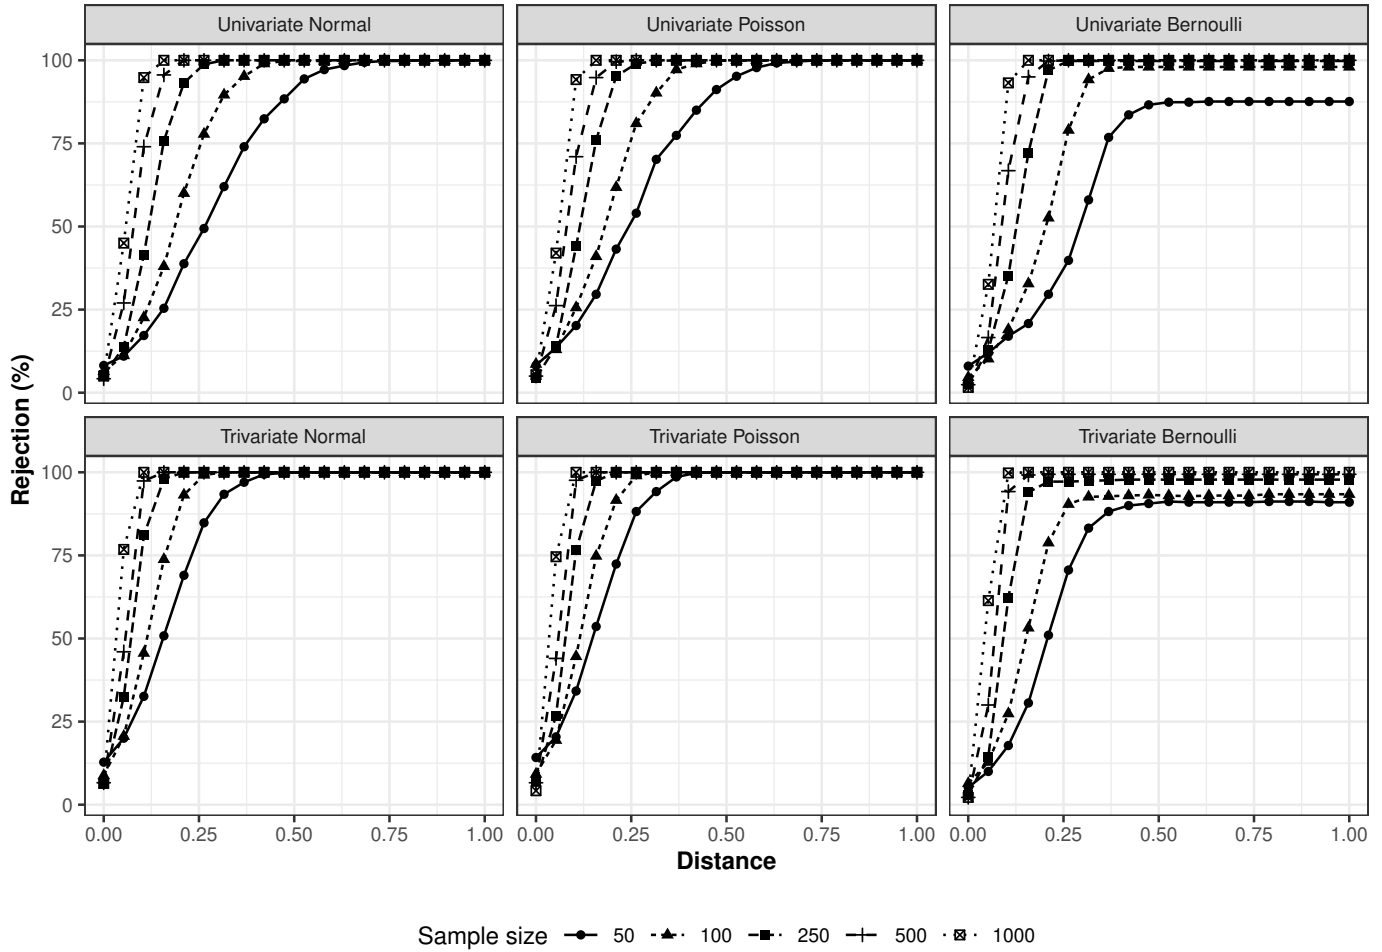 Univariate Normal
Univariate Poisson
Univariate Bernoulli
100
75
50
25
0
Trivariate Normal
Trivariate Poisson
Trivariate Bernoulli
100
75
50
25
0
Rejection (%)
0.00 0.25 0.50 0.75 1.00 0.00 0.25 0.50 0.75 1.00 0.00 0.25 0.50 0.75 1.00
Distance
Sample size 50 100 250 500 1000